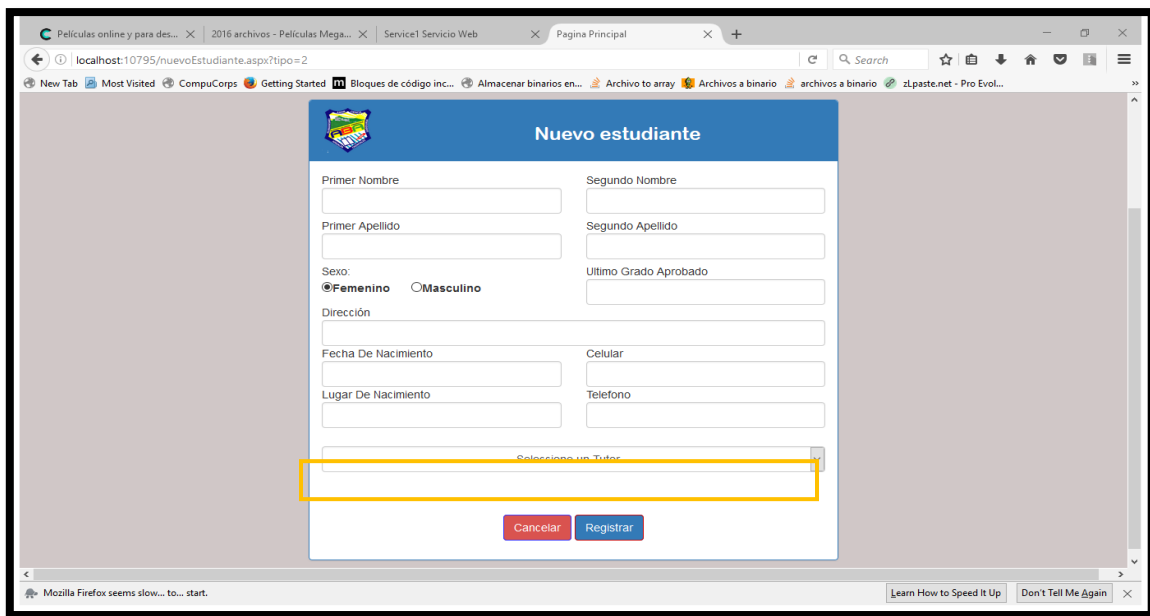 Películas online y para des... 2016 archivos - Películas Mega... Service1 Servicio Web Pagina Principal
localhost:10795/nuevoEstudiante.aspx?tipo=2 Search
New Tab Most Visited CompuCorps Getting Started Bloques de código inc... Almacenar binarios en... Archivo to array Archivos a binario archivos a binario zLpaste.net - Pro Evol...
ABA
Nuevo estudiante
Primer Nombre Segundo Nombre
Primer Apellido Segundo Apellido
Sexo: Ultimo Grado Aprobado
Femenino Masculino
Dirección
Fecha De Nacimiento Celular
Lugar De Nacimiento Telefono
Seleccione un Tutor
Cancelar Registrar
Mozilla Firefox seems slow... to... start. Learn How to Speed It Up Don't Tell Me Again